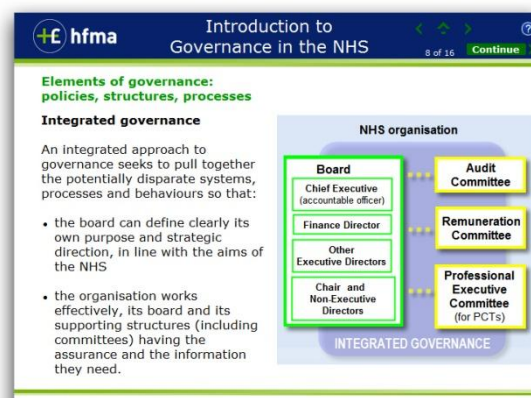 hfma
Introduction to
Governance in the NHS
8 of 16
Continue
Elements of governance:
policies, structures, processes
Integrated governance
An integrated approach to
governance seeks to pull together
the potentially disparate systems,
processes and behaviours so that:
• the board can define clearly its
own purpose and strategic
direction, in line with the aims of
the NHS
• the organisation works
effectively, its board and its
supporting structures (including
committees) having the
assurance and the information
they need.
NHS organisation
Board
Chief Executive
(accountable officer)
Finance Director
Other
Executive Directors
Chair and
Non-Executive
Directors
Audit
Committee
Remuneration
Committee
Professional
Executive
Committee
(for PCTs)
INTEGRATED GOVERNANCE